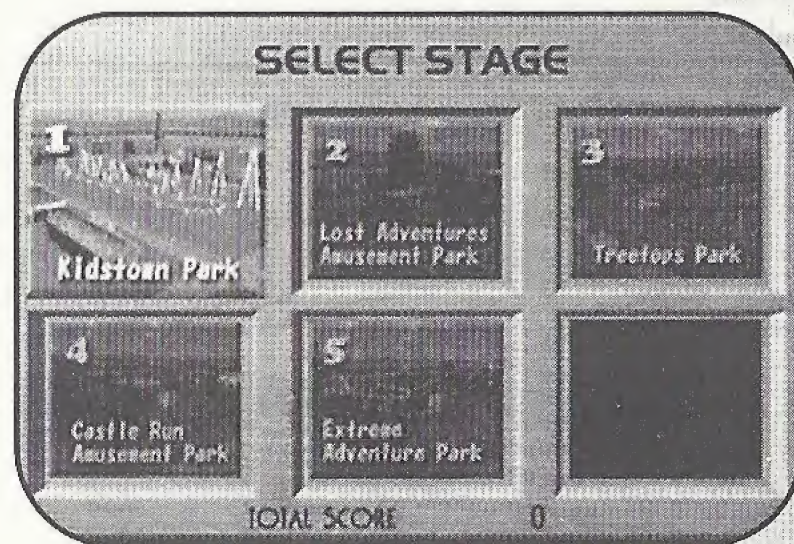 SELECT STAGE
1
Kidstown Park
2
Lost Adventures
Amusement Park
3
Treetops Park
4
Castle Run
Amusement Park
5
Extreme
Adventure Park
TOTAL SCORE 0